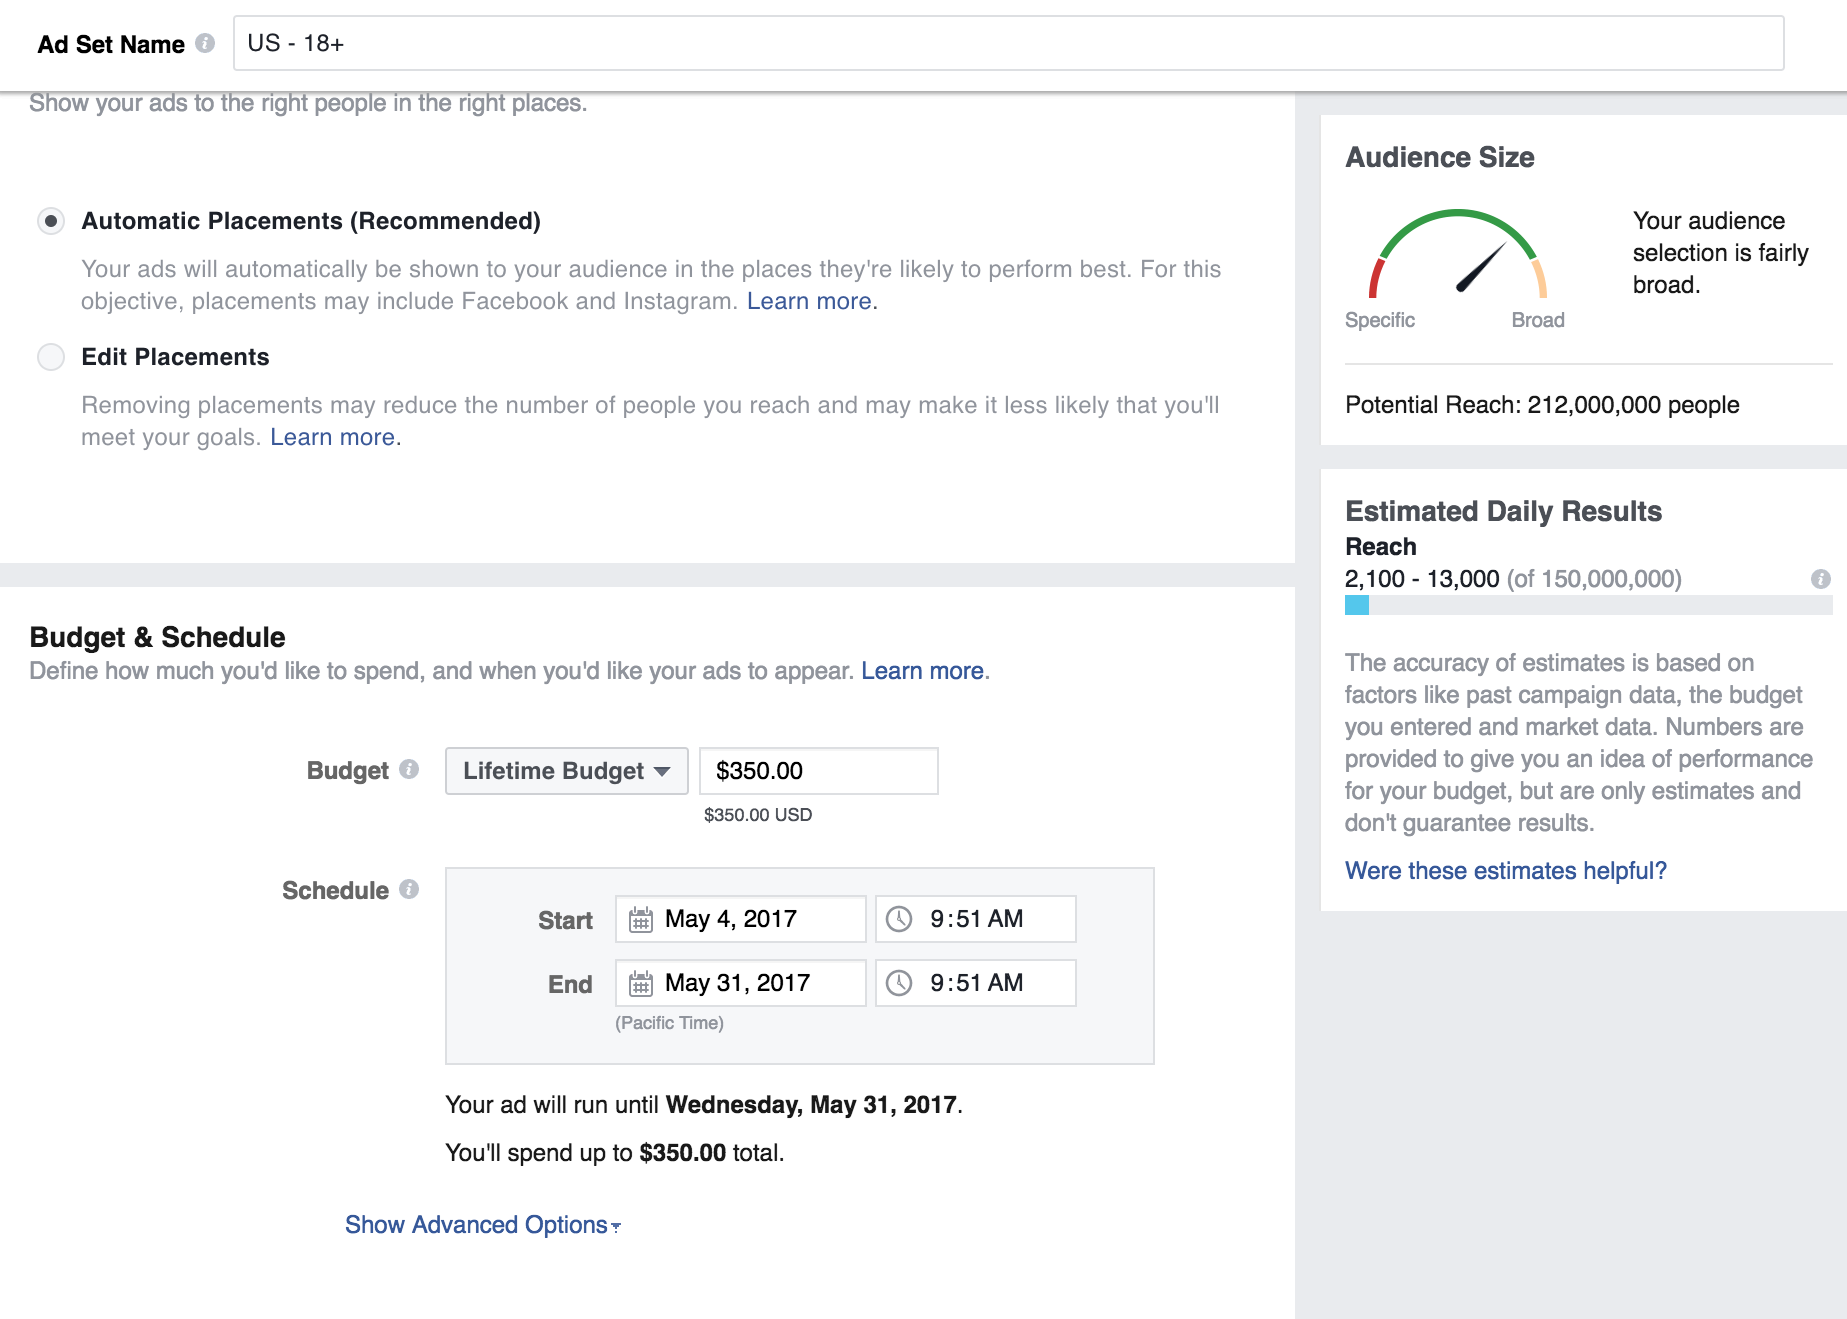 Ad Set Name
US - 18+
Show your ads to the right people in the right places.
Automatic Placements (Recommended)
Your ads will automatically be shown to your audience in the places they're likely to perform best. For this
objective, placements may include Facebook and Instagram. Learn more.
Edit Placements
Removing placements may reduce the number of people you reach and may make it less likely that you'll
meet your goals. Learn more.
Budget & Schedule
Define how much you'd like to spend, and when you'd like your ads to appear. Learn more.
Budget
Lifetime Budget
$350.00
$350.00 USD
Schedule
Start
May 4, 2017
9:51 AM
End
May 31, 2017
9:51 AM
(Pacific Time)
Your ad will run until Wednesday, May 31, 2017.
You'll spend up to $350.00 total.
Show Advanced Options
Audience Size
Your audience
selection is fairly
broad.
Specific
Broad
Potential Reach: 212,000,000 people
Estimated Daily Results
Reach
2,100 - 13,000 (of 150,000,000)
The accuracy of estimates is based on
factors like past campaign data, the budget
you entered and market data. Numbers are
provided to give you an idea of performance
for your budget, but are only estimates and
don't guarantee results.
Were these estimates helpful?